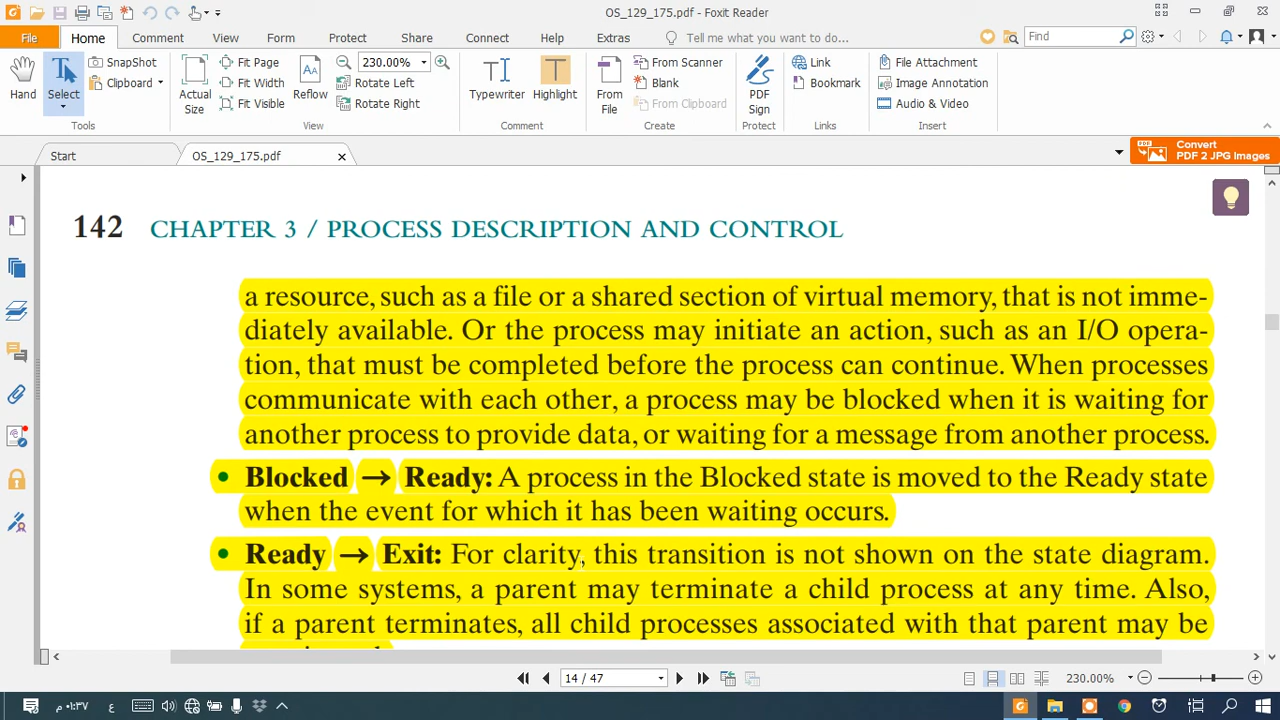 OS_129_175.pdf - Foxit Reader
File Home Comment View Form Protect Share Connect Help Extras Tell me what you want to do... Find
Hand
Select
SnapShot
Clipboard
Tools
Actual Size
Fit Page
Fit Width
Fit Visible
Reflow
230.00%
Rotate Left
Rotate Right
View
Typewriter
Highlight
Comment
From File
From Scanner
Blank
From Clipboard
Create
PDF Sign
Protect
Link
Bookmark
Links
File Attachment
Image Annotation
Audio & Video
Insert
Start OS_129_175.pdf
Convert
PDF 2 JPG Images
142 CHAPTER 3 / PROCESS DESCRIPTION AND CONTROL
a resource, such as a file or a shared section of virtual memory, that is not imme-
diately available. Or the process may initiate an action, such as an I/O opera-
tion, that must be completed before the process can continue. When processes
communicate with each other, a process may be blocked when it is waiting for
another process to provide data, or waiting for a message from another process.
• Blocked → Ready: A process in the Blocked state is moved to the Ready state
when the event for which it has been waiting occurs.
• Ready → Exit: For clarity, this transition is not shown on the state diagram.
In some systems, a parent may terminate a child process at any time. Also,
if a parent terminates, all child processes associated with that parent may be
14 / 47
230.00%
٠١:٣٧ م ع